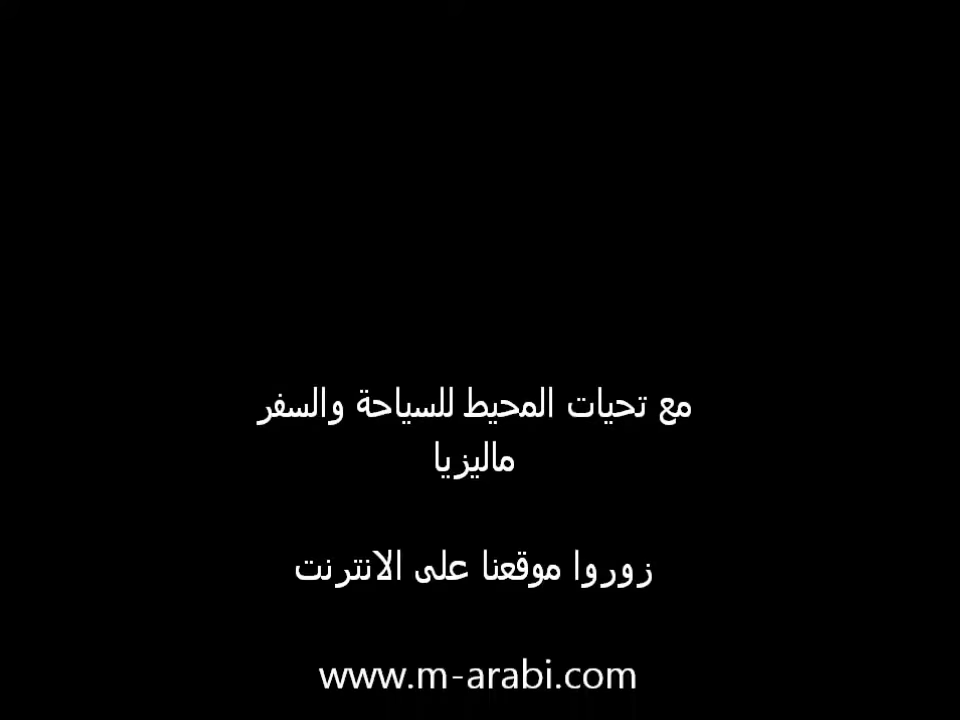 مع تحيات المحيط للسياحة والسفر
ماليزيا
زوروا موقعنا على الانترنت
www.m-arabi.com